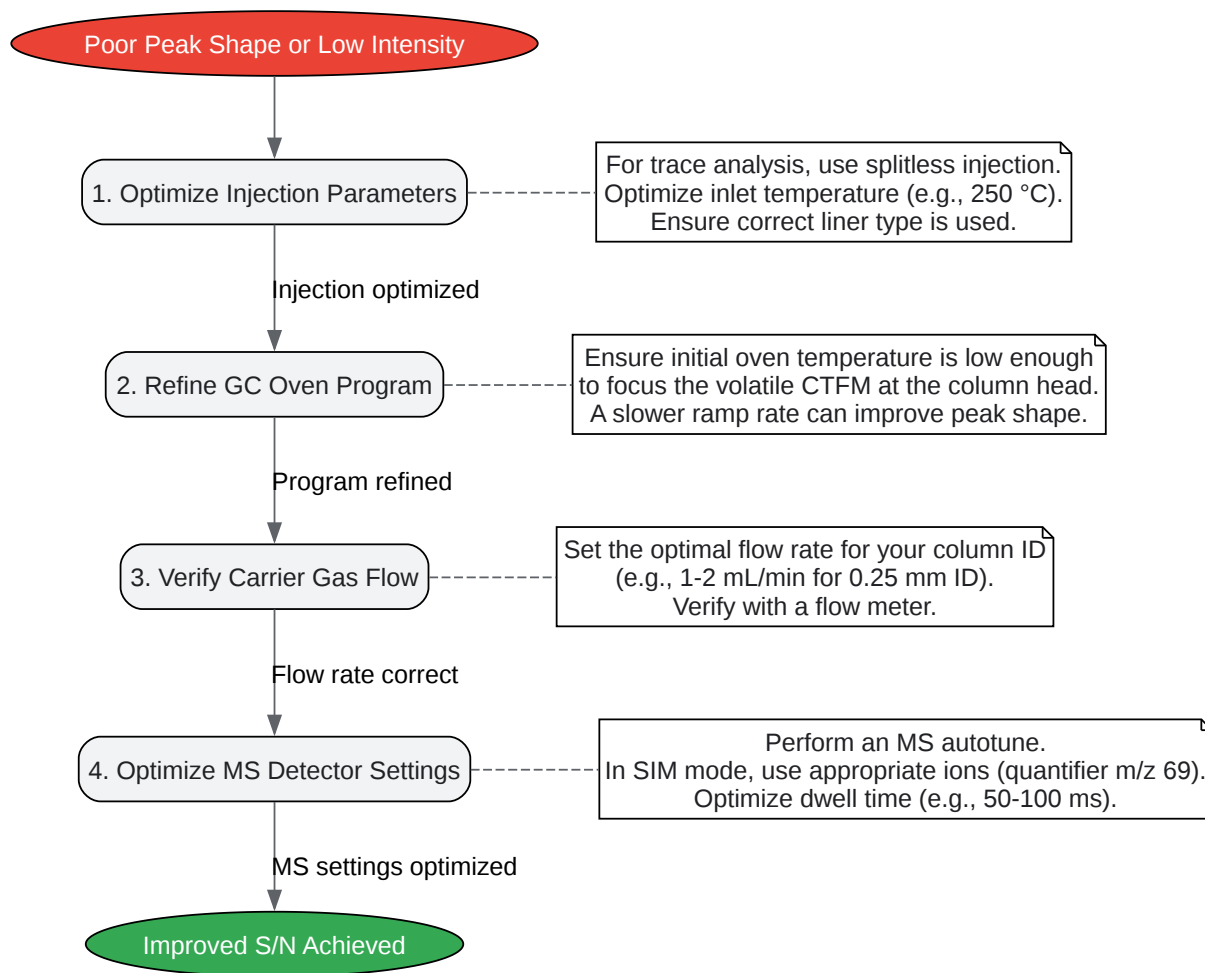 Poor Peak Shape or Low Intensity
1. Optimize Injection Parameters
For trace analysis, use splitless injection.
Optimize inlet temperature (e.g., 250 °C).
Ensure correct liner type is used.
Injection optimized
2. Refine GC Oven Program
Ensure initial oven temperature is low enough
to focus the volatile CTFM at the column head.
A slower ramp rate can improve peak shape.
Program refined
3. Verify Carrier Gas Flow
Set the optimal flow rate for your column ID
(e.g., 1-2 mL/min for 0.25 mm ID).
Verify with a flow meter.
Flow rate correct
4. Optimize MS Detector Settings
Perform an MS autotune.
In SIM mode, use appropriate ions (quantifier m/z 69).
Optimize dwell time (e.g., 50-100 ms).
MS settings optimized
Improved S/N Achieved